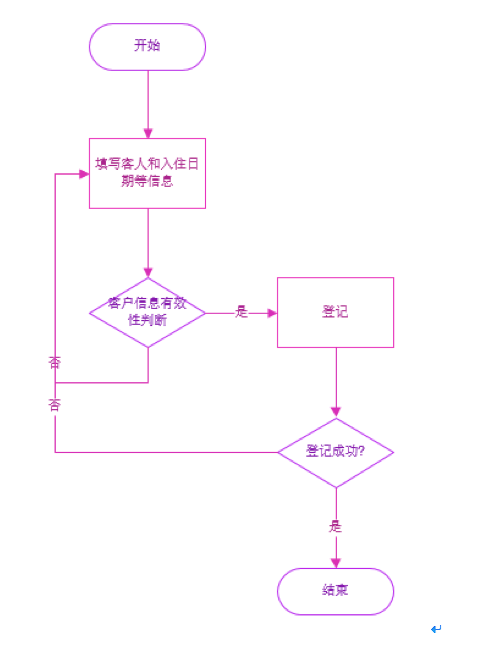 开始
填写客人和入住日
期等信息
客户信息有效
性判断
是
登记
否
否
登记成功?
是
结束